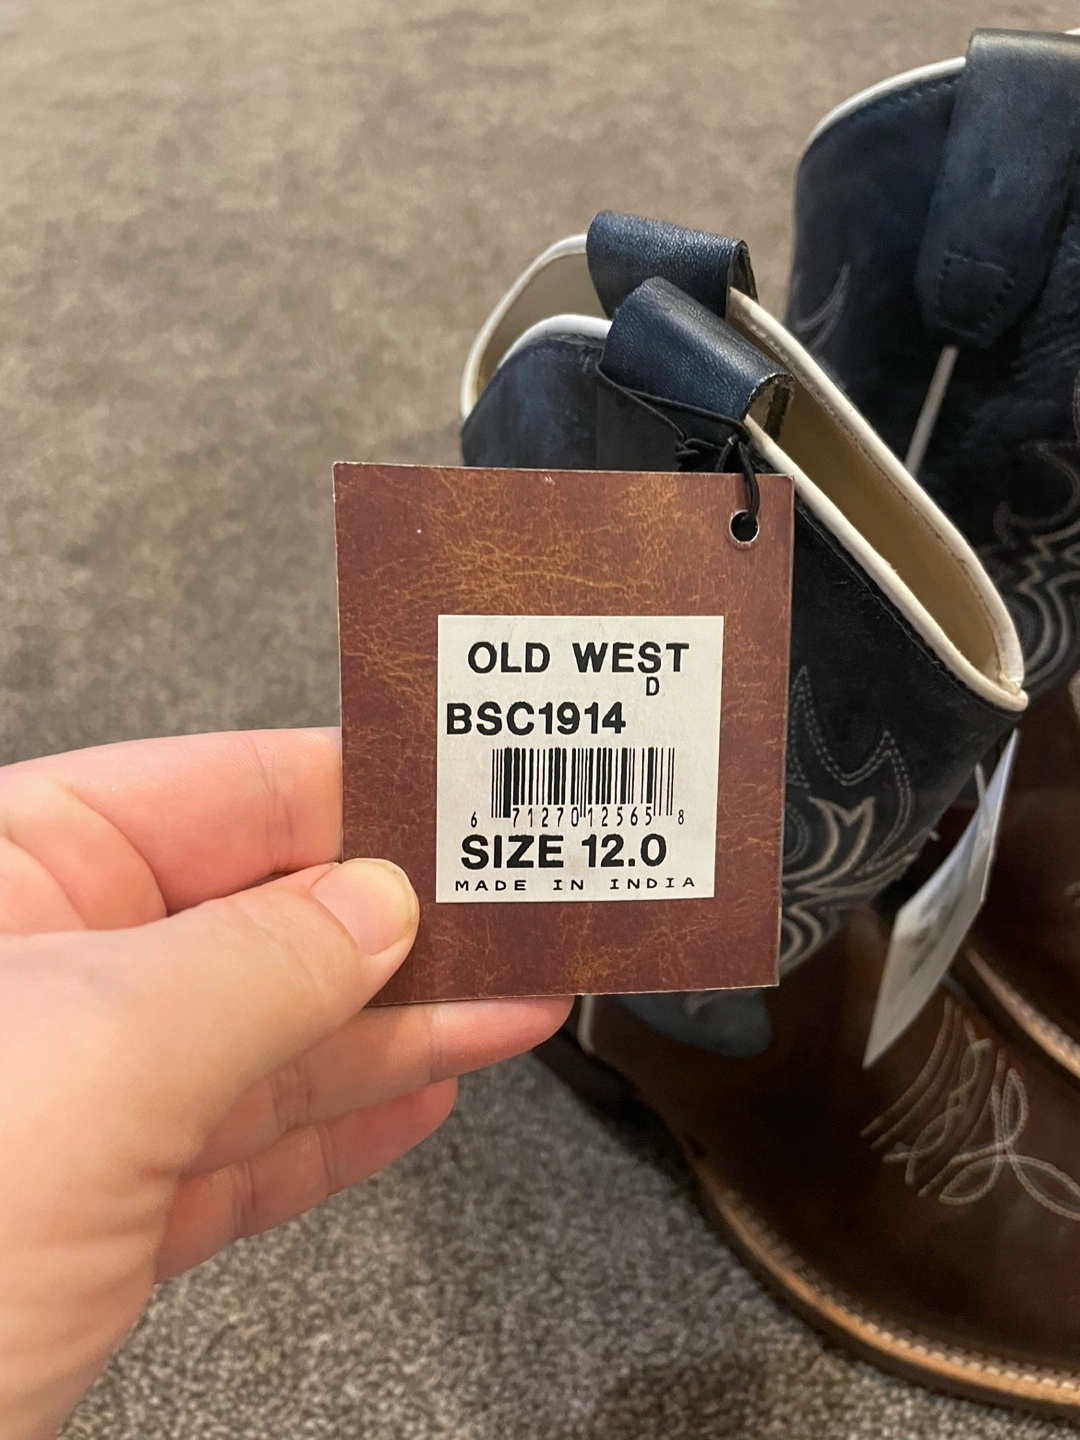 OLD WEST
D
BSC1914
6 71270 12565 8
SIZE 12.0
MADE IN INDIA